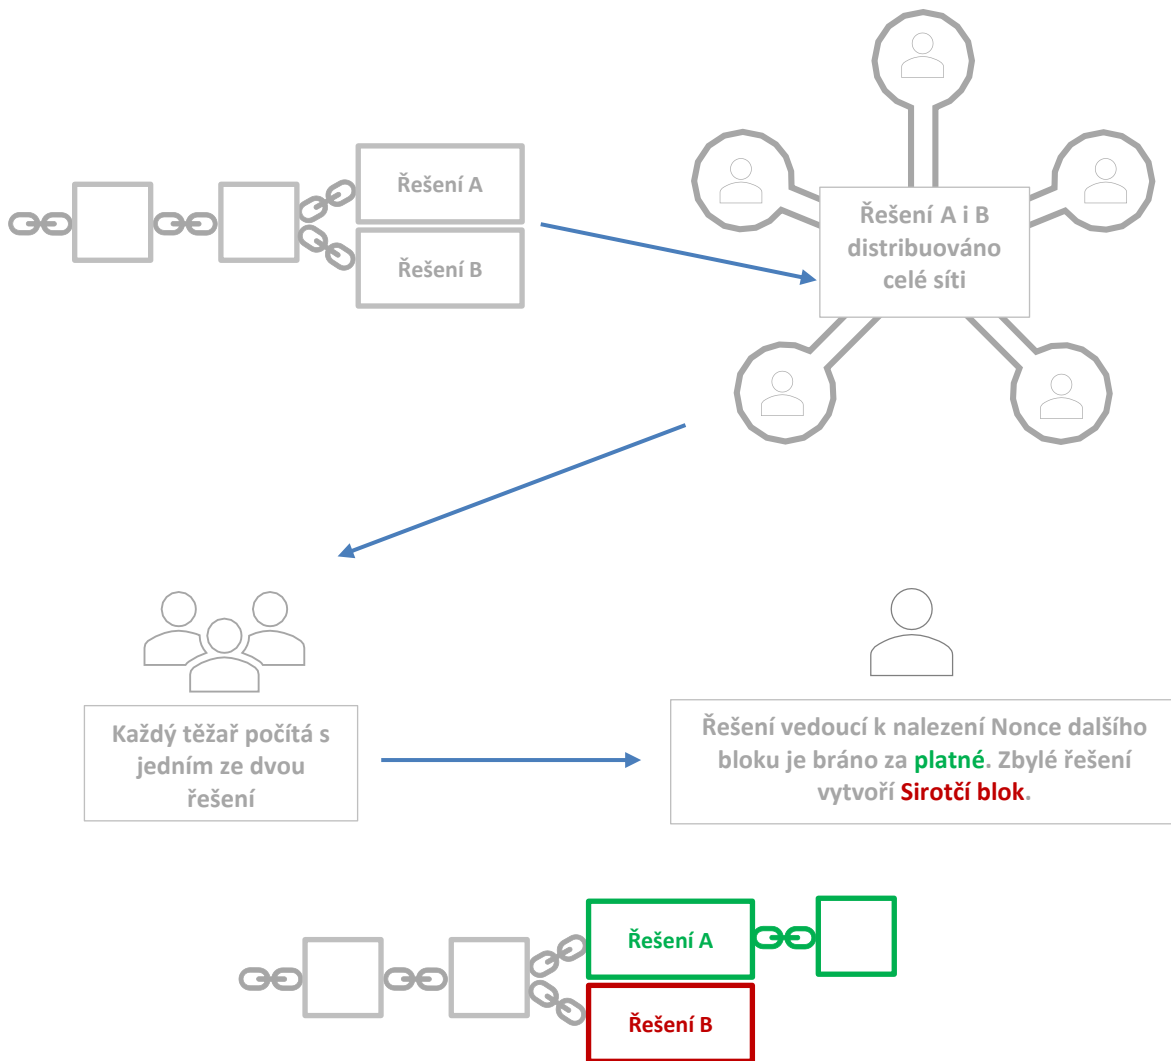 Řešení A
Řešení B
Řešení A i B
distribuováno
celé síti
Každý těžař počítá s
jedním ze dvou
řešení
Řešení vedoucí k nalezení Nonce dalšího
bloku je bráno za platné. Zbylé řešení
vytvoří Sirotčí blok.
Řešení A
Řešení B